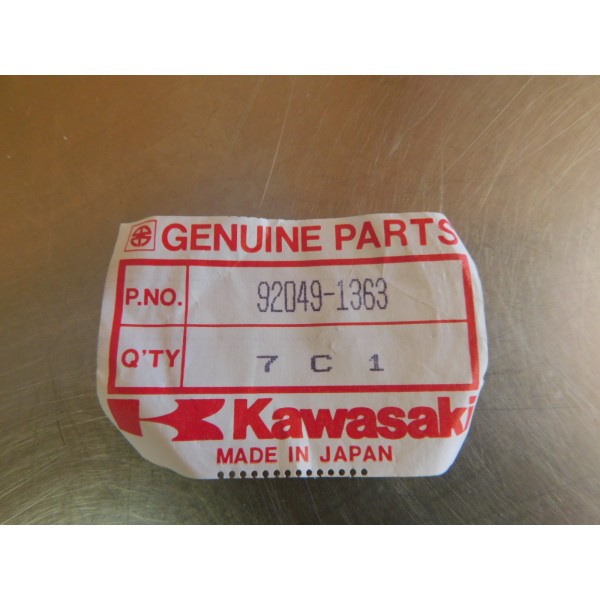 GENUINE PARTS
P.NO. 92049-1363
Q'TY 7 C 1
Kawasaki
MADE IN JAPAN